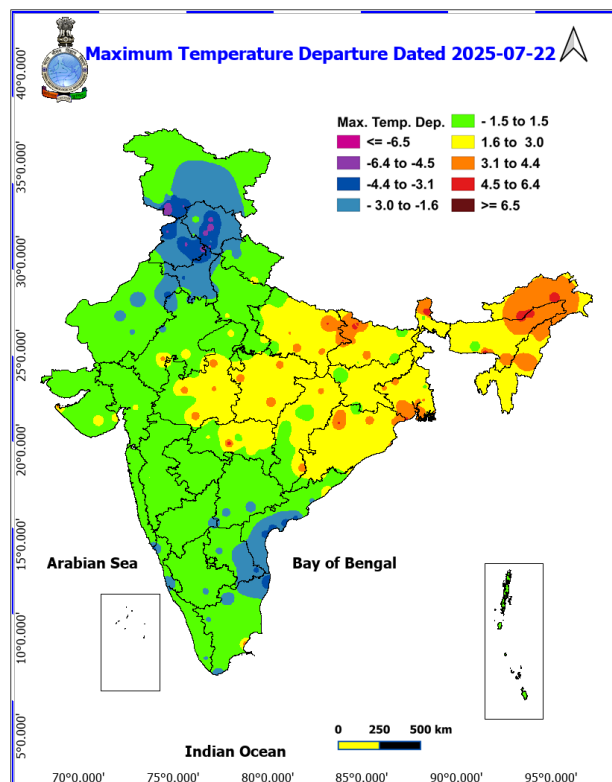 Maximum Temperature Departure Dated 2025-07-22
Max. Temp. Dep.
<= -6.5
-6.4 to -4.5
-4.4 to -3.1
- 3.0 to -1.6
- 1.5 to 1.5
1.6 to 3.0
3.1 to 4.4
4.5 to 6.4
>= 6.5
40°0.000'
35°0.000'
30°0.000'
25°0.000'
20°0.000'
15°0.000'
10°0.000'
5°0.000'
Arabian Sea
Bay of Bengal
Indian Ocean
0 250 500 km
70°0.000' 75°0.000' 80°0.000' 85°0.000' 90°0.000' 95°0.000'